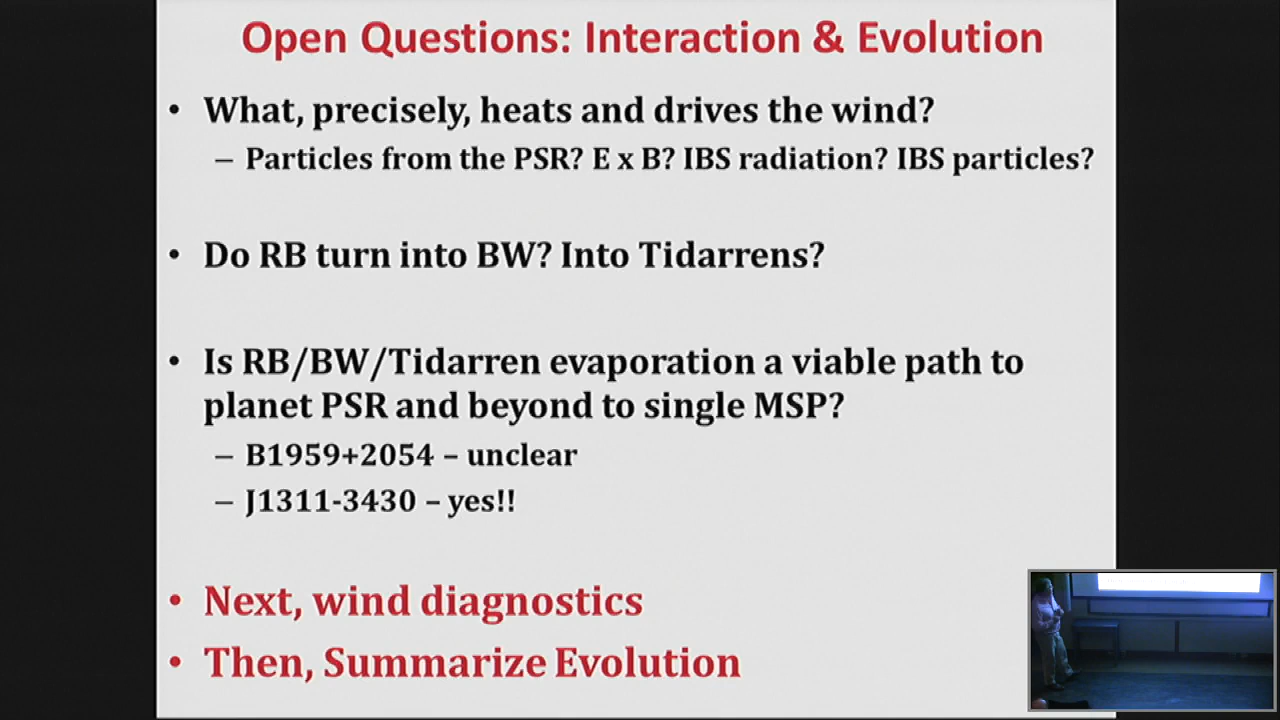 Open Questions: Interaction & Evolution
• What, precisely, heats and drives the wind?
– Particles from the PSR? E x B? IBS radiation? IBS particles?
• Do RB turn into BW? Into Tidarrens?
• Is RB/BW/Tidarren evaporation a viable path to
planet PSR and beyond to single MSP?
– B1959+2054 – unclear
– J1311-3430 – yes!!
• Next, wind diagnostics
• Then, Summarize Evolution